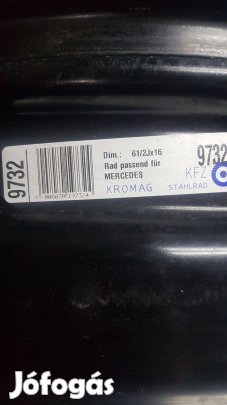 9732
Dim.: 61/2Jx16
Rad passend für
MERCEDES
KROMAG
9732
KFZ
STAHLRAD
Jófogás